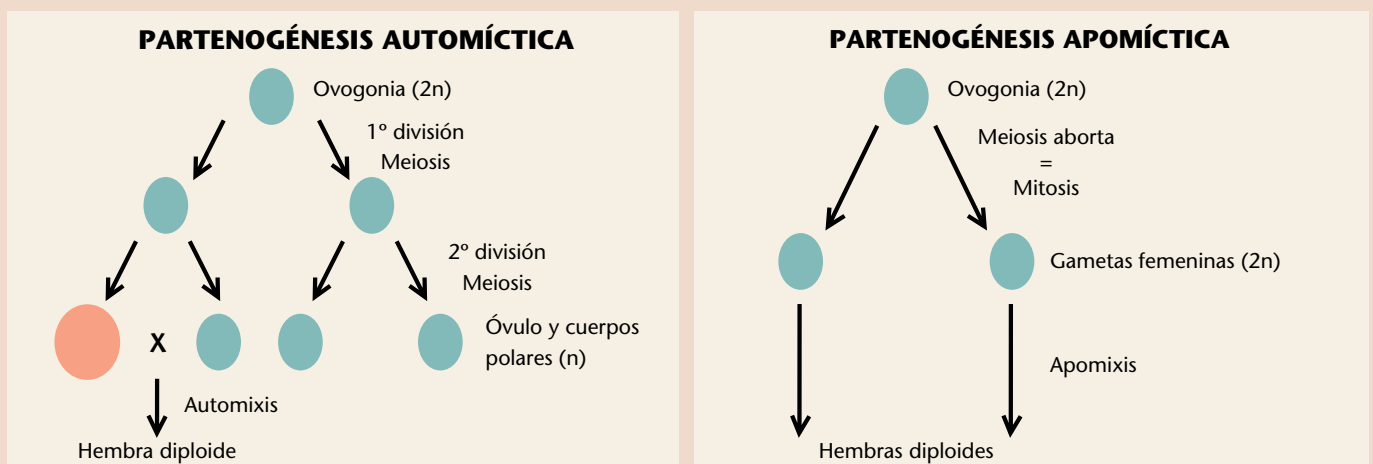 PARTENOGÉNESIS AUTOMÍCTICA
Ovogonia (2n)
1º división
Meiosis
2º división
Meiosis
X
Óvulo y cuerpos
polares (n)
Automixis
Hembra diploide
PARTENOGÉNESIS APOMÍCTICA
Ovogonia (2n)
Meiosis aborta
=
Mitosis
Gametas femeninas (2n)
Apomixis
Hembras diploides